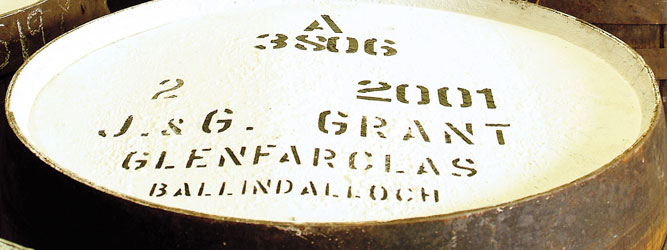 A
3806
2 2001
J. & G. GRANT
GLENFARCLAS
BALLINDALLOCH